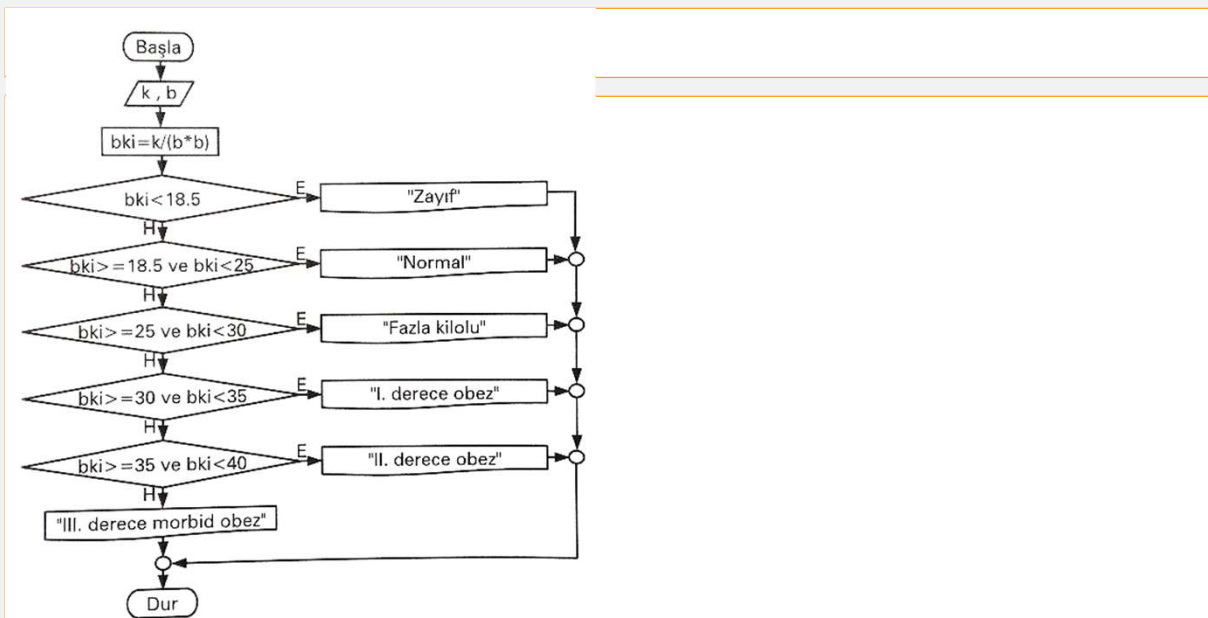 Başla
k , b
bki=k/(b*b)
bki<18.5
E
"Zayıf"
H
bki>=18.5 ve bki<25
E
"Normal"
H
bki>=25 ve bki<30
E
"Fazla kilolu"
H
bki>=30 ve bki<35
E
"I. derece obez"
H
bki>=35 ve bki<40
E
"II. derece obez"
H
"III. derece morbid obez"
Dur